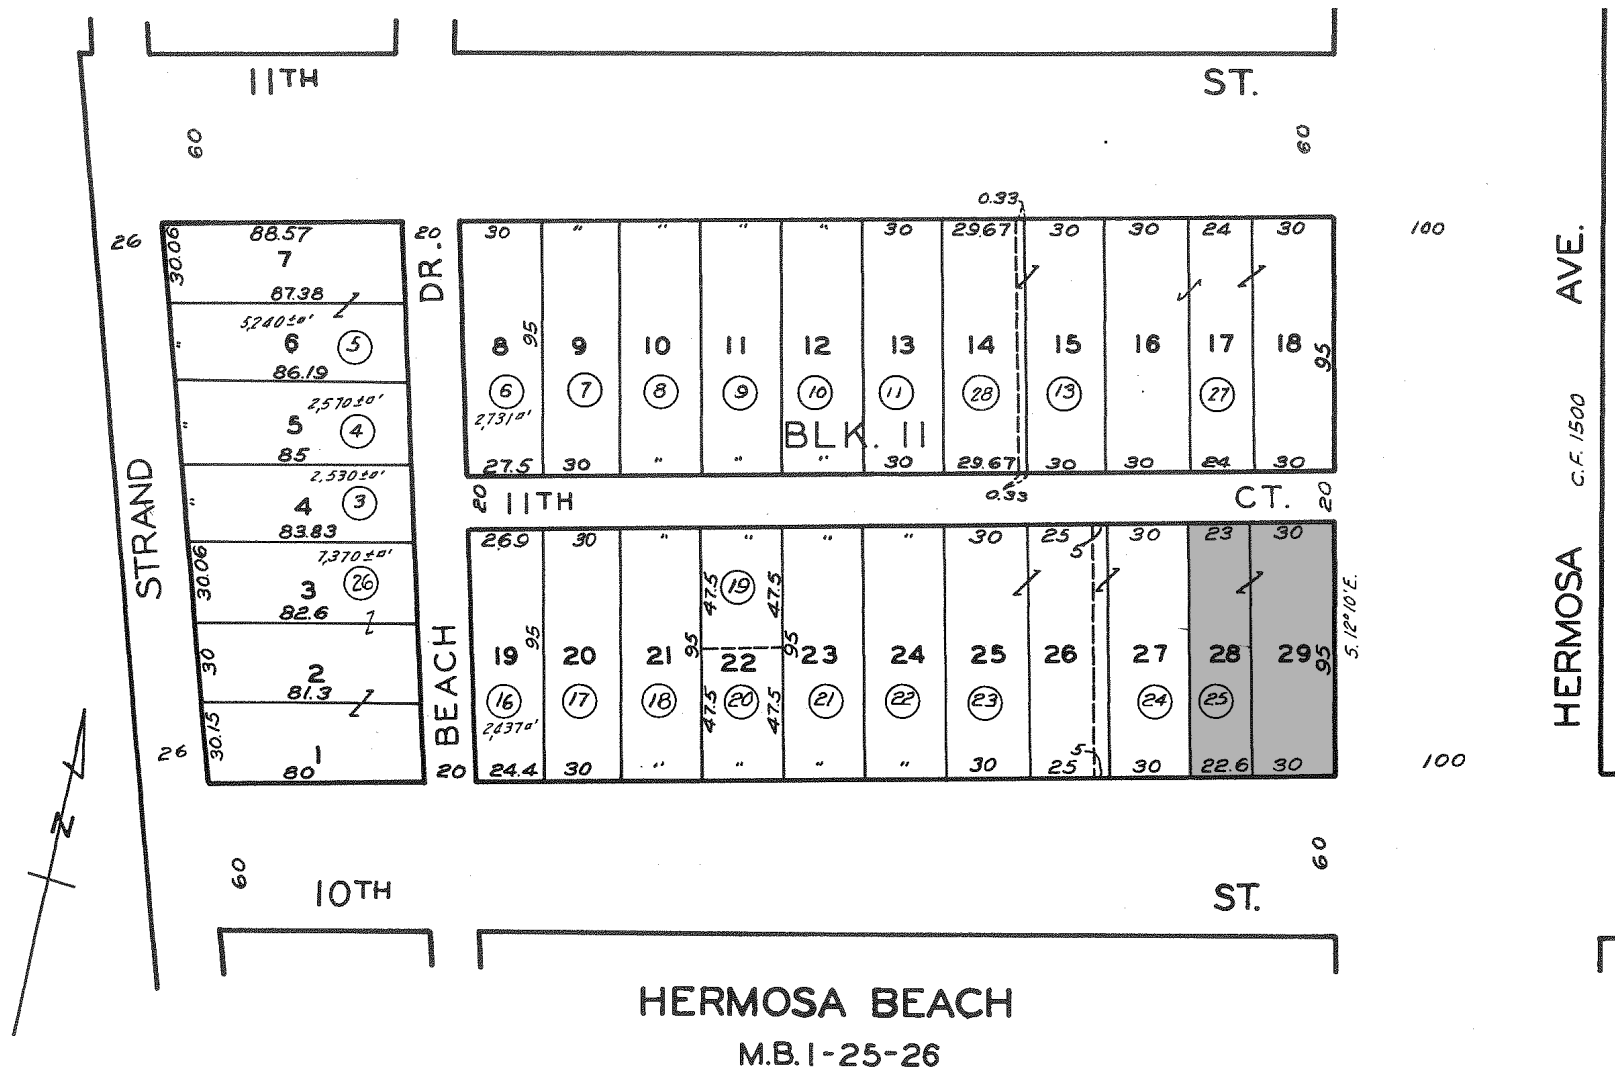 11TH ST.
60 60
0.33
26 30.06 88.57 20 30 " " " " 30 29.67 30 30 24 30 100
7
DR.
87.38
5,240±□'
" 6 5 95 8 9 10 11 12 13 14 15 16 17 18 95
86.19
2,570±□'
6 7 8 9 10 11 28 13 27
2,731□'
" 5 4
BLK. 11
85
27.5 30 " " " 30 29.67 30 30 24 30
2,530±□'
" 4 3
20 11TH 0.33 CT. 20
83.83
26.9 30 " " " " 30 25 5 30 23 30
7,370±□'
30.06 3 26
47.5 19 47.5
82.6
S. 12°10'E.
30 2
95 19 20 21 95 22 95 23 24 25 26 27 28 29 95
81.3
16 17 18 47.5 20 47.5 21 22 23 24 25
2,437□'
30.15 1
26 80 20 24.4 30 " " " " 30 25 5 30 22.6 30 100
STRAND
BEACH
HERMOSA AVE.
C.F. 1500
N
60 60
10TH ST.
HERMOSA BEACH
M.B. 1-25-26